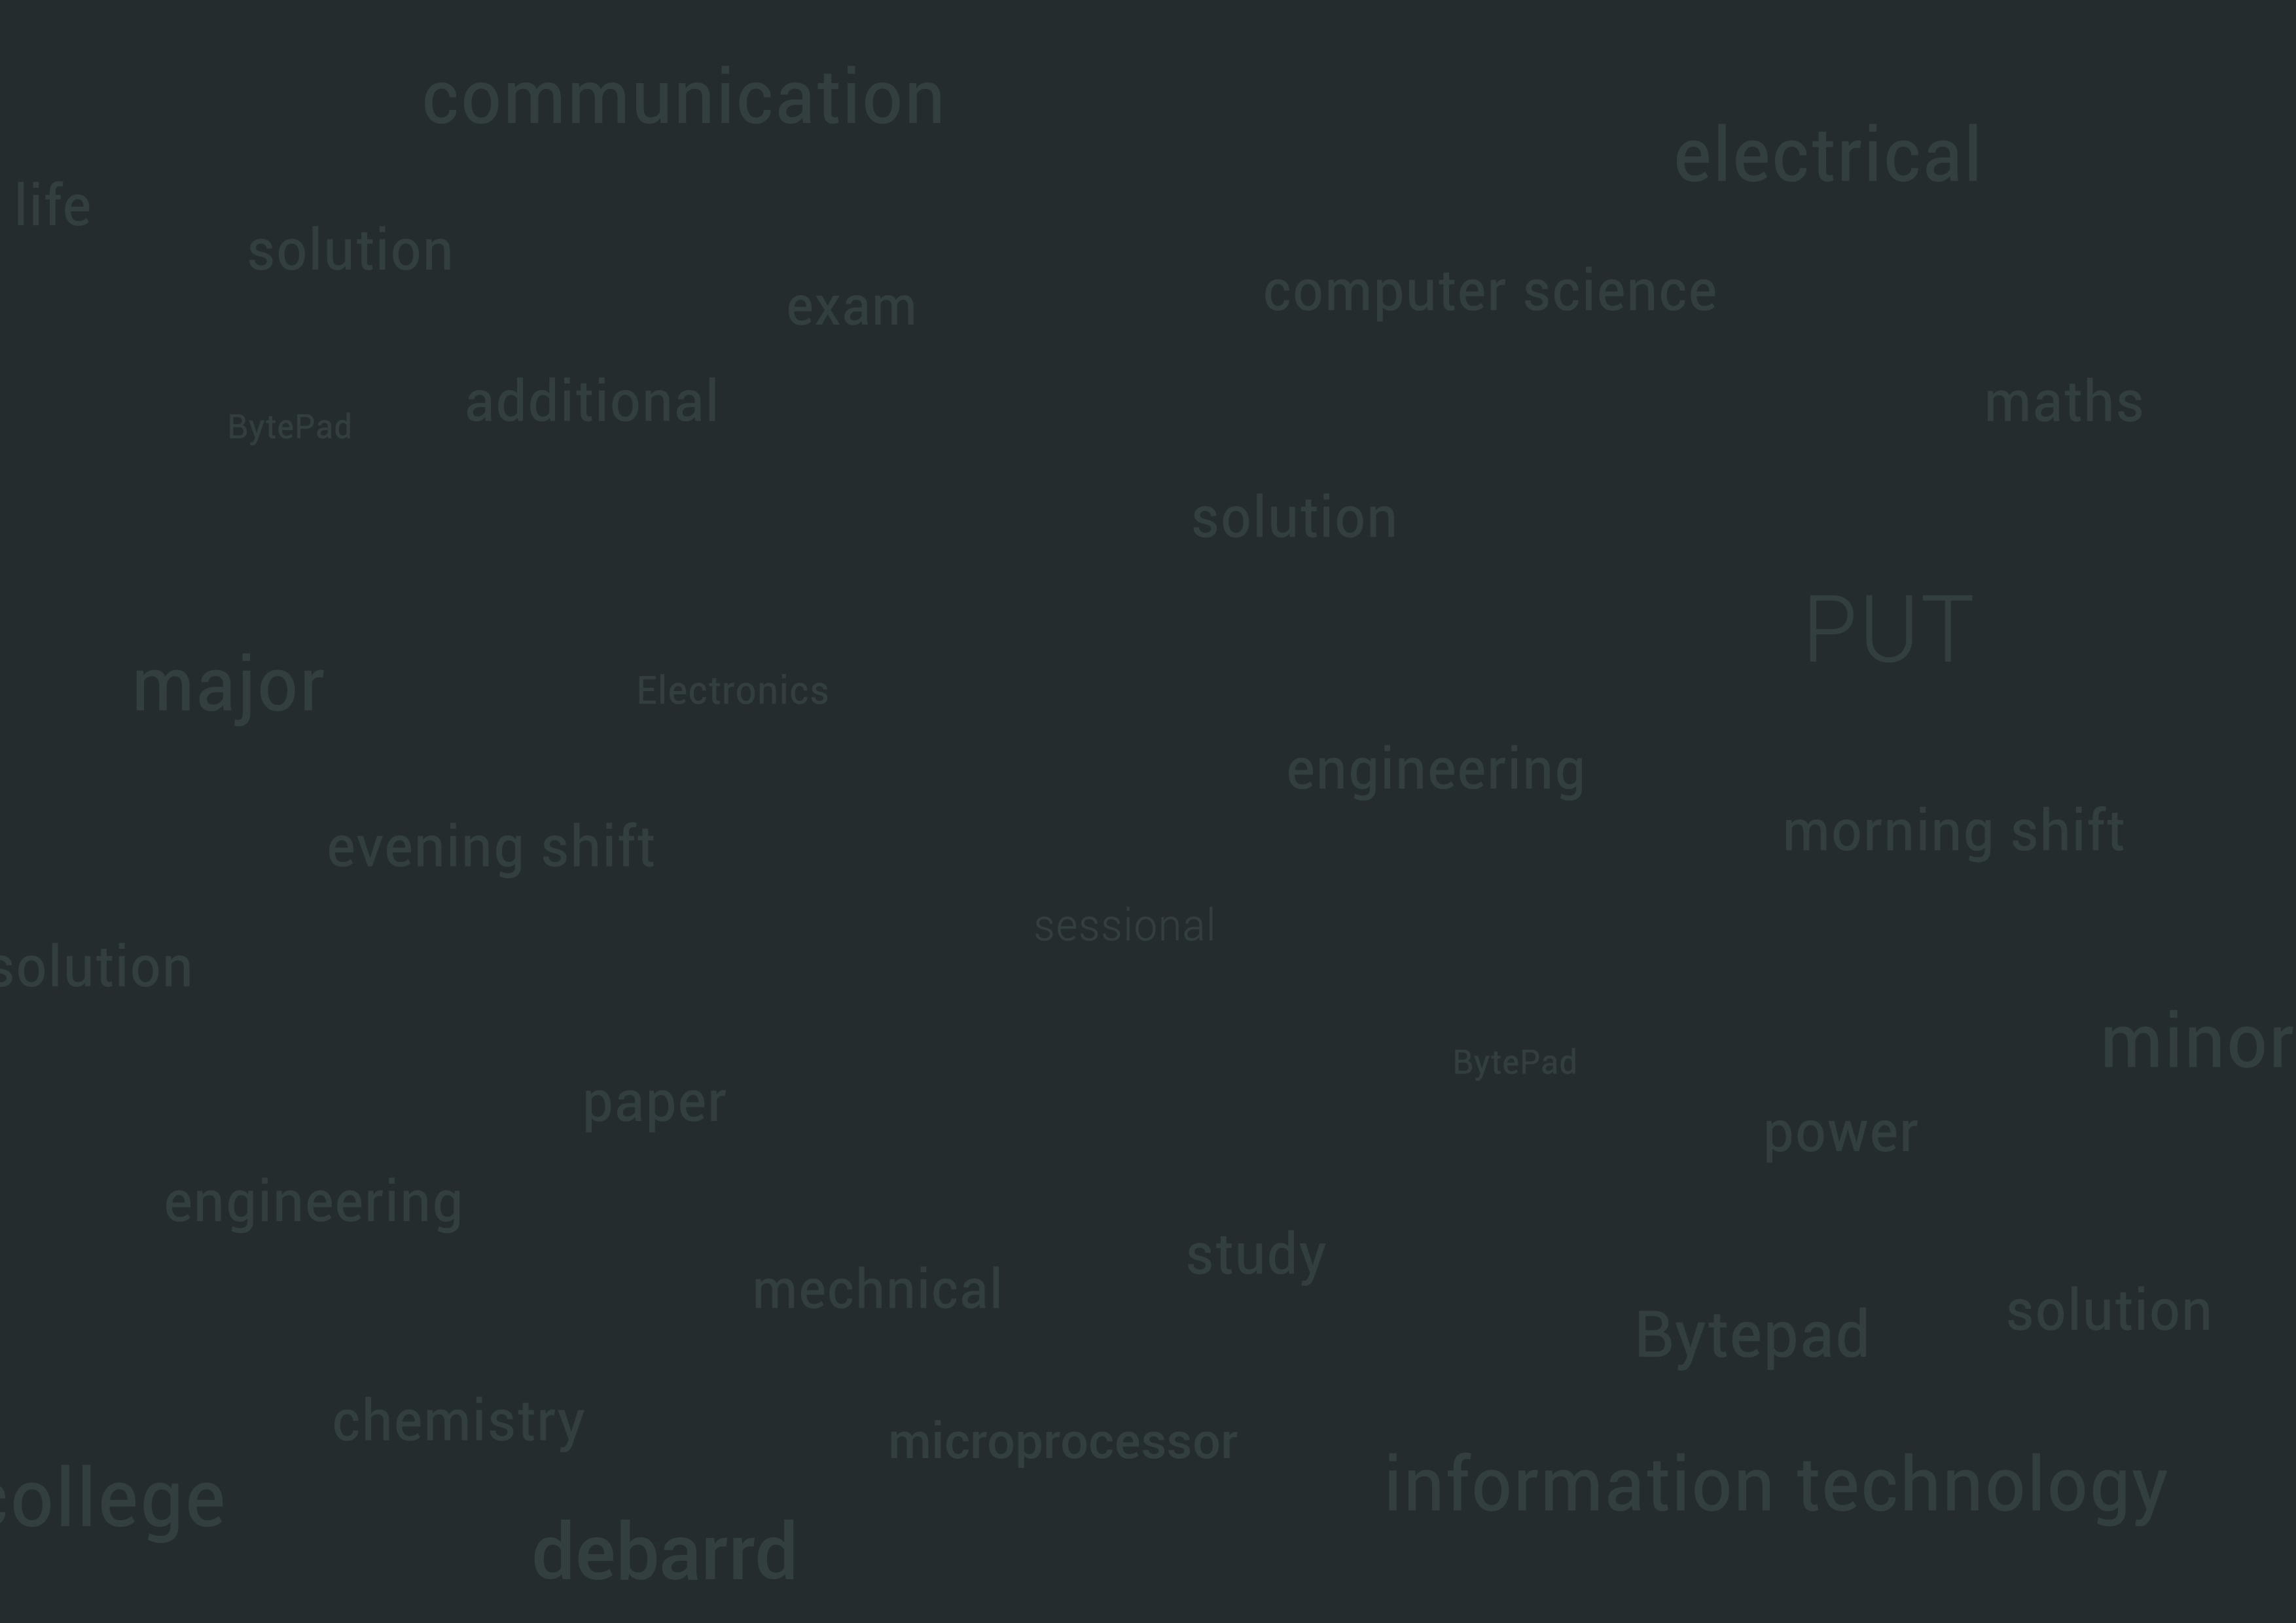 communication
electrical
life
solution
computer science
exam
additional
maths
BytePad
solution
PUT
major
Electronics
engineering
morning shift
evening shift
sessional
solution
minor
BytePad
paper
power
engineering
study
mechnical
solution
Bytepad
chemistry
microprocessor
information technology
college
debarrd